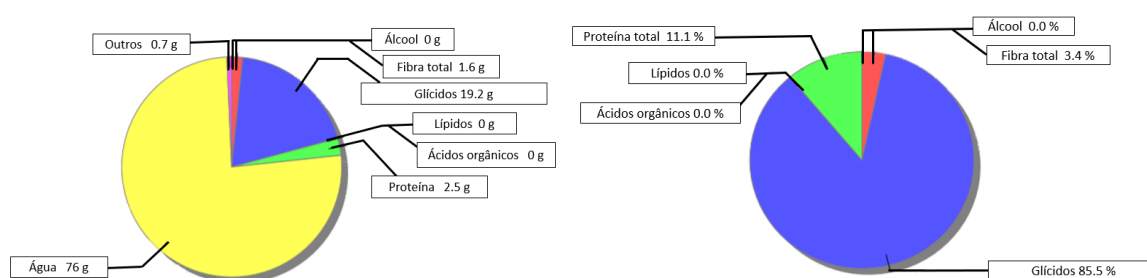 Outros 0.7 g
Álcool 0 g
Fibra total 1.6 g
Glícidos 19.2 g
Lípidos 0 g
Ácidos orgânicos 0 g
Proteína 2.5 g
Água 76 g
Proteína total 11.1 %
Lípidos 0.0 %
Ácidos orgânicos 0.0 %
Álcool 0.0 %
Fibra total 3.4 %
Glícidos 85.5 %